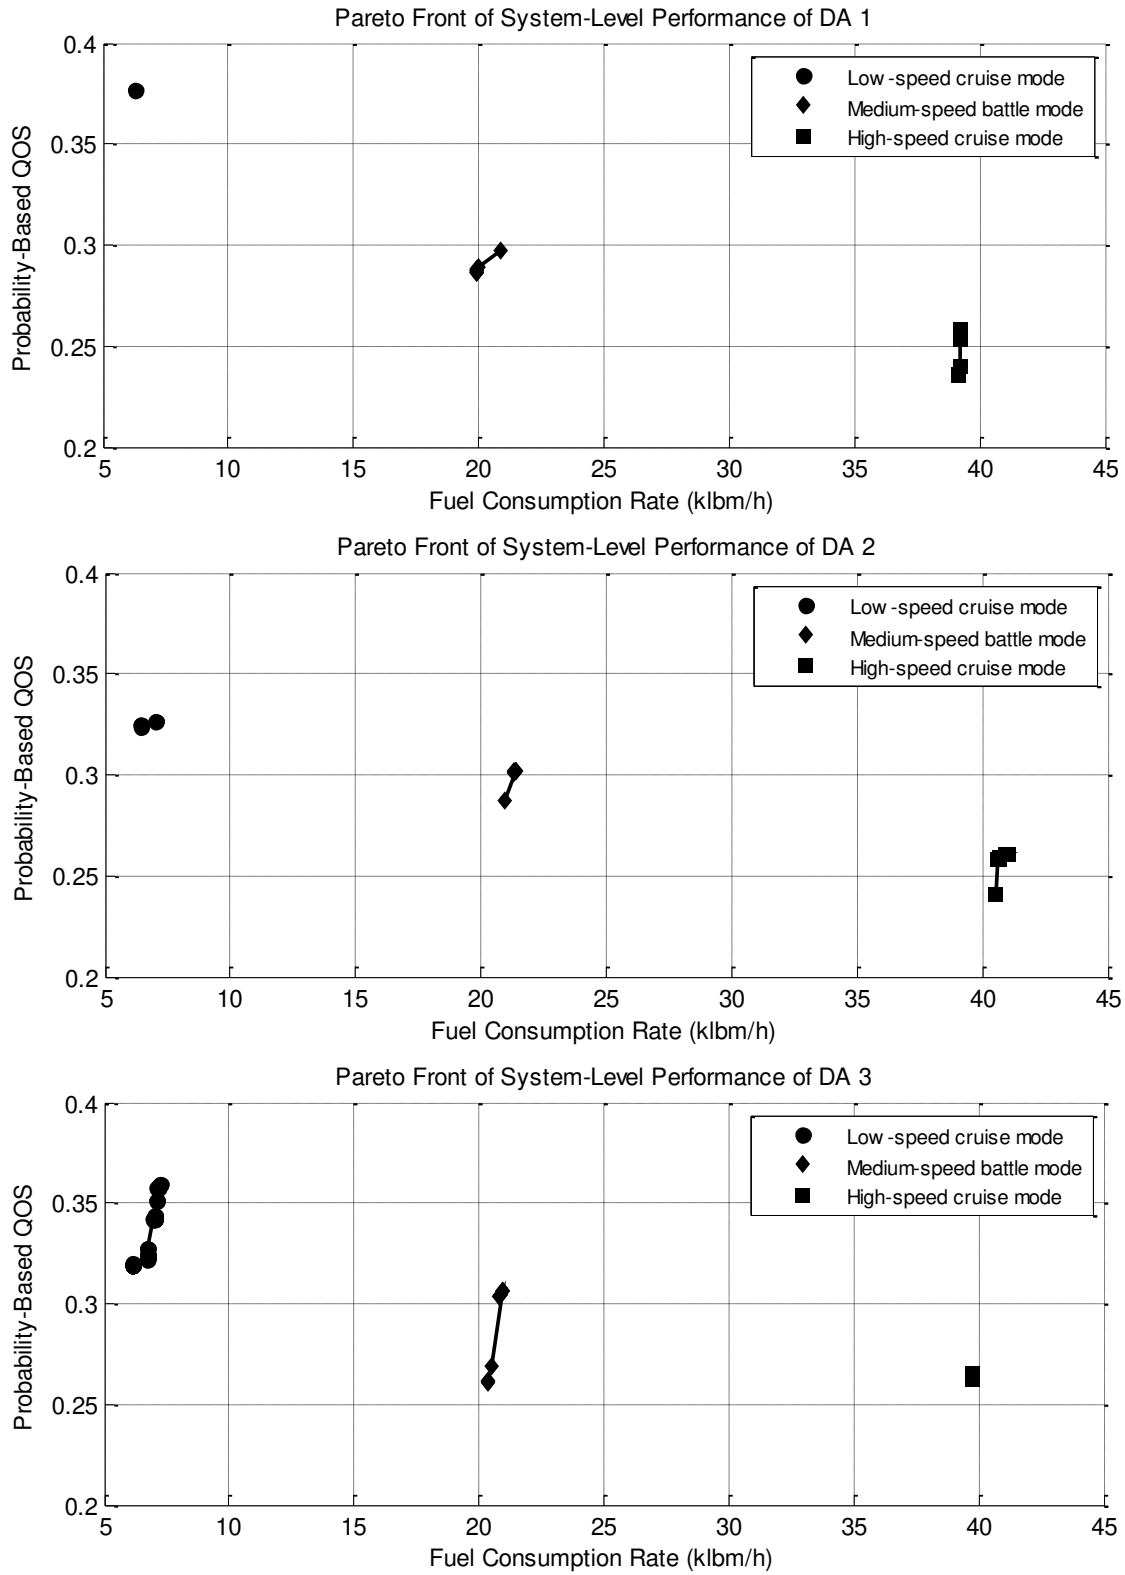 Pareto Front of System-Level Performance of DA 1
0.4
0.35
0.3
0.25
0.2
Probability-Based QOS
Low-speed cruise mode
Medium-speed battle mode
High-speed cruise mode
5 10 15 20 25 30 35 40 45
Fuel Consumption Rate (klbm/h)
Pareto Front of System-Level Performance of DA 2
0.4
0.35
0.3
0.25
0.2
Probability-Based QOS
Low-speed cruise mode
Medium-speed battle mode
High-speed cruise mode
5 10 15 20 25 30 35 40 45
Fuel Consumption Rate (klbm/h)
Pareto Front of System-Level Performance of DA 3
0.4
0.35
0.3
0.25
0.2
Probability-Based QOS
Low-speed cruise mode
Medium-speed battle mode
High-speed cruise mode
5 10 15 20 25 30 35 40 45
Fuel Consumption Rate (klbm/h)